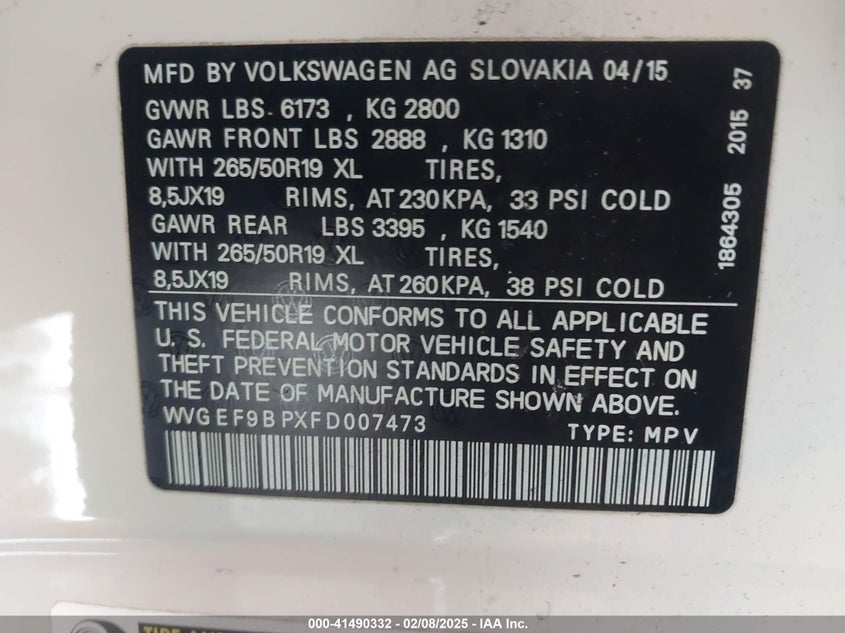 MFD BY VOLKSWAGEN AG SLOVAKIA 04/15
GVWR LBS 6173 , KG 2800
GAWR FRONT LBS 2888 , KG 1310
WITH 265/50R19 XL TIRES,
8,5JX19 RIMS, AT 230KPA, 33 PSI COLD
GAWR REAR LBS 3395 , KG 1540
WITH 265/50R19 XL TIRES,
8,5JX19 RIMS, AT 260KPA, 38 PSI COLD
THIS VEHICLE CONFORMS TO ALL APPLICABLE
U. S. FEDERAL MOTOR VEHICLE SAFETY AND
THEFT PREVENTION STANDARDS IN EFFECT ON
THE DATE OF MANUFACTURE SHOWN ABOVE.
WVGEF9BPXFD007473 TYPE: MPV
1864305 2015 37
000-41490332 - 02/08/2025 - IAA Inc.